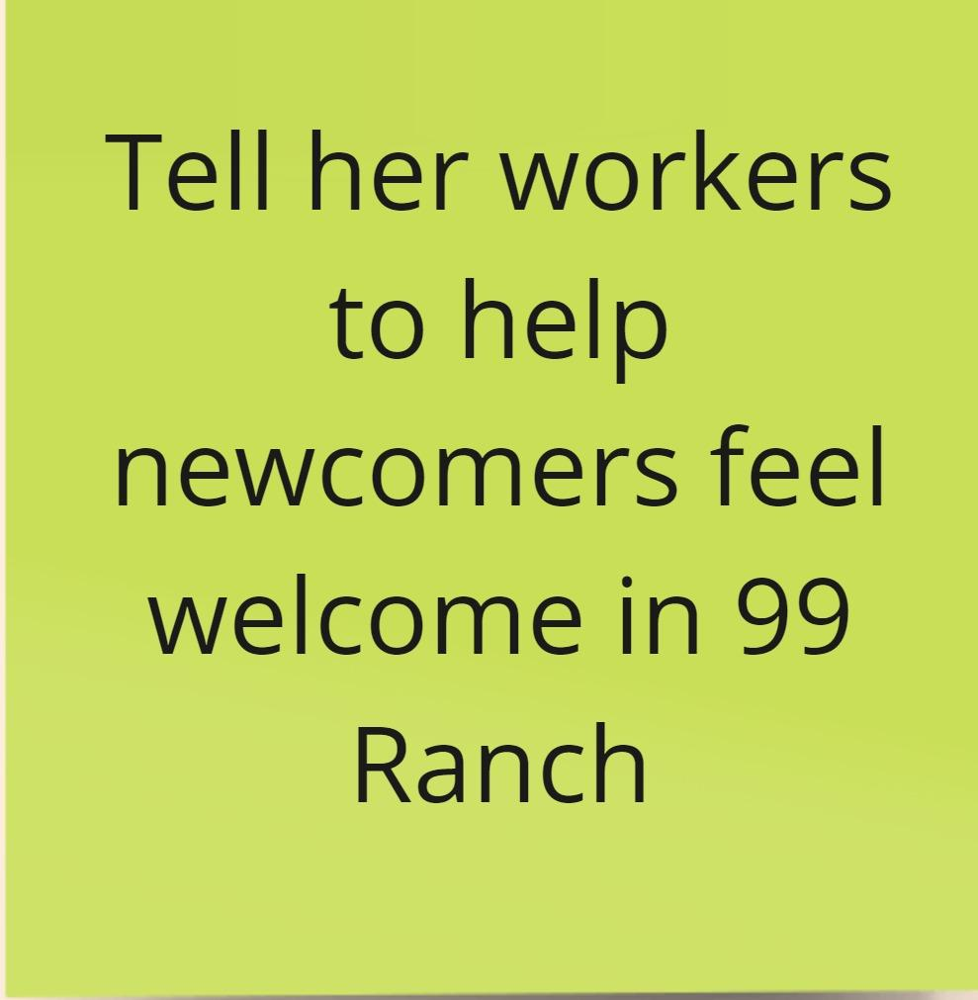 Tell her workers
to help
newcomers feel
welcome in 99
Ranch